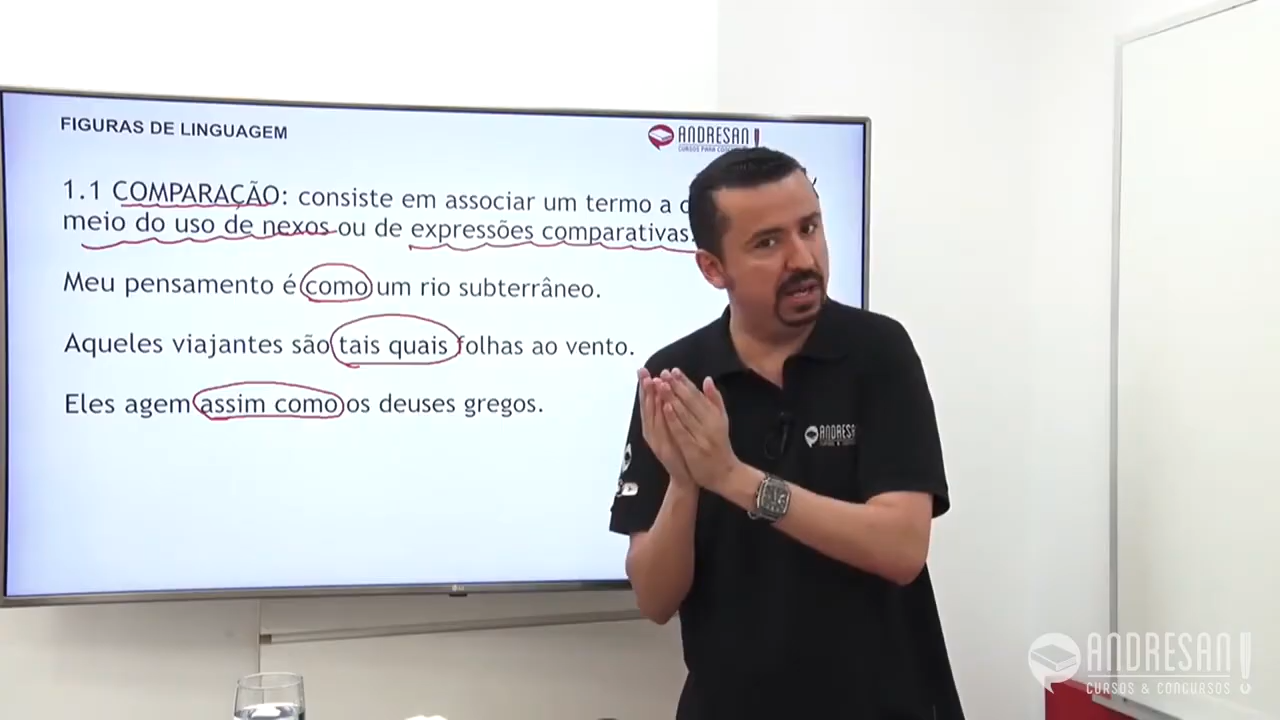 FIGURAS DE LINGUAGEM
ANDRESAN!
1.1 COMPARAÇÃO: consiste em associar um termo a
meio do uso de nexos ou de expressões comparativas.
Meu pensamento é como um rio subterrâneo.
Aqueles viajantes são tais quais folhas ao vento.
Eles agem assim como os deuses gregos.
LG
ANDRESAN!
CURSOS & CONCURSOS